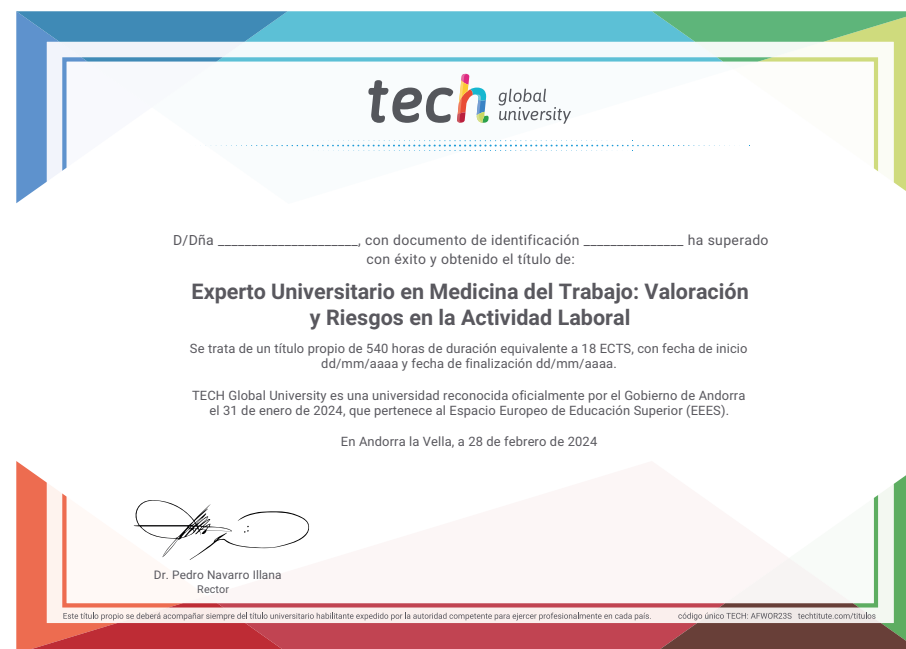 tech global university
D/Dña _____________________, con documento de identificación _______________ ha superado
con éxito y obtenido el título de:
Experto Universitario en Medicina del Trabajo: Valoración
y Riesgos en la Actividad Laboral
Se trata de un título propio de 540 horas de duración equivalente a 18 ECTS, con fecha de inicio
dd/mm/aaaa y fecha de finalización dd/mm/aaaa.
TECH Global University es una universidad reconocida oficialmente por el Gobierno de Andorra
el 31 de enero de 2024, que pertenece al Espacio Europeo de Educación Superior (EEES).
En Andorra la Vella, a 28 de febrero de 2024
Dr. Pedro Navarro Illana
Rector
Este título propio se deberá acompañar siempre del título universitario habilitante expedido por la autoridad competente para ejercer profesionalmente en cada país. código único TECH: AFWOR23S techtitute.com/titulos